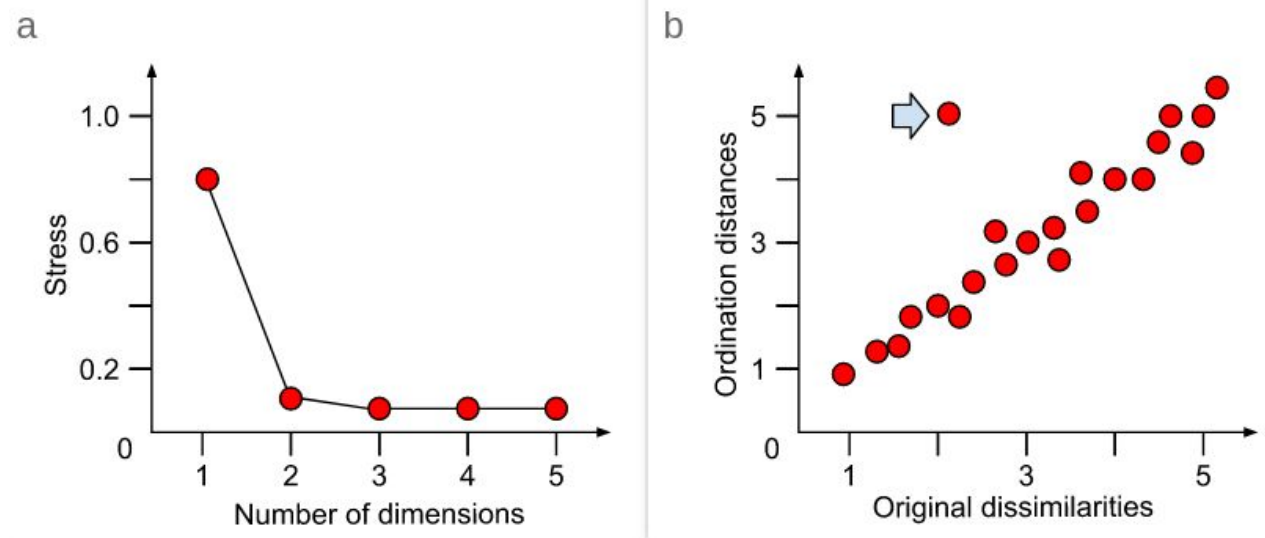 a
1.0
0.6
0.2
0
Stress
1 2 3 4 5
Number of dimensions
b
5
3
1
0
Ordination distances
1 3 5
Original dissimilarities